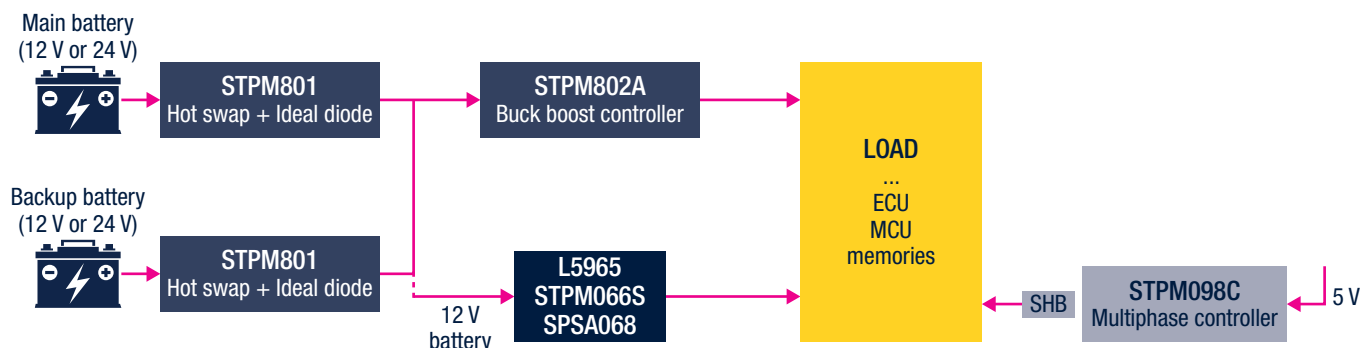 Main battery
(12 V or 24 V)
STPM801
Hot swap + Ideal diode
STPM802A
Buck boost controller
LOAD
...
ECU
MCU
memories
Backup battery
(12 V or 24 V)
STPM801
Hot swap + Ideal diode
12 V
battery
L5965
STPM066S
SPSA068
SHB
STPM098C
Multiphase controller
5 V